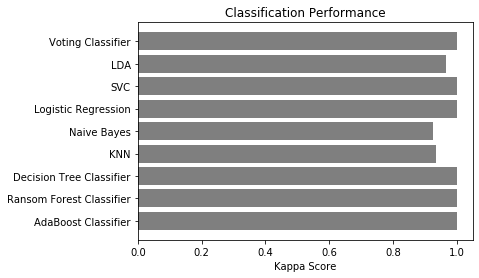 Classification Performance
Voting Classifier
LDA
SVC
Logistic Regression
Naive Bayes
KNN
Decision Tree Classifier
Ransom Forest Classifier
AdaBoost Classifier
0.0 0.2 0.4 0.6 0.8 1.0
Kappa Score